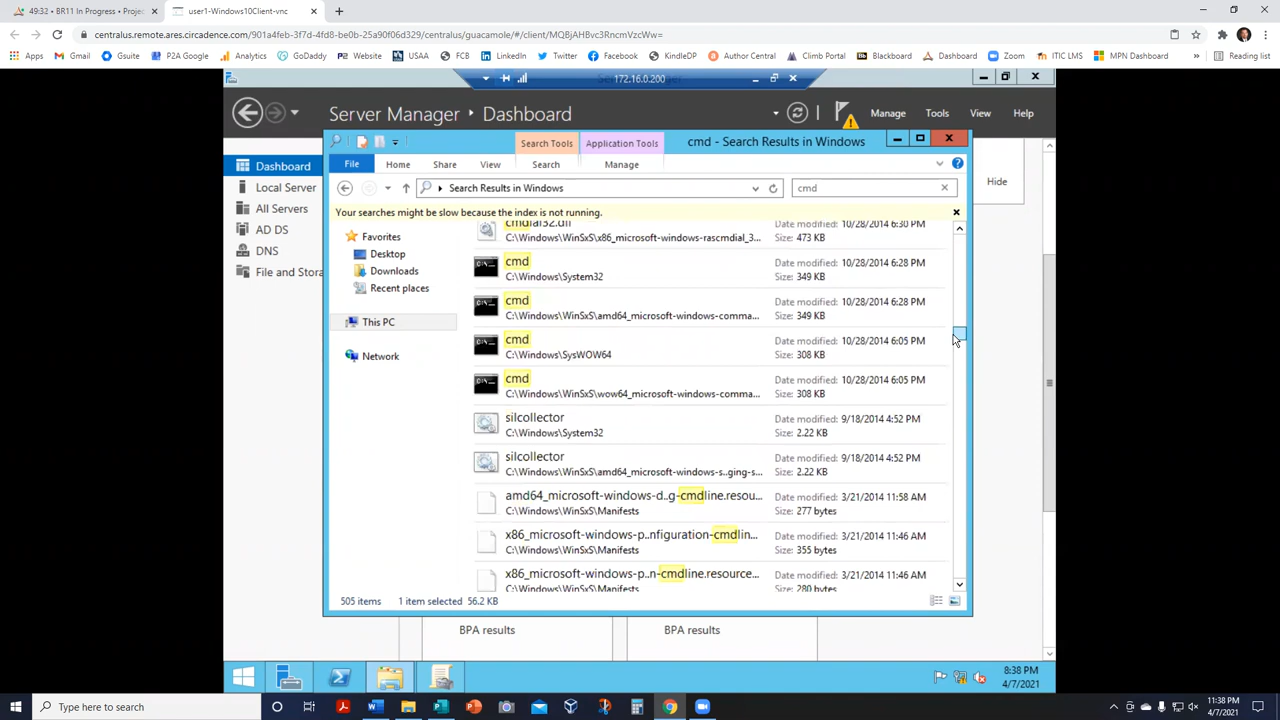 49:32 | BR11 In Progress • Projec
user1-Windows10Client-vnc
centralus.remote.ares.circadence.com/901a4feb-3f7d-4fd8-be0b-25a90f06d329/centralus/guacamole/#/client/MQBjAHBvc3RncmVzcWw=
Apps
Gmail
Gsuite
P2A Google
Analytics
GoDaddy
Website
USAA
FCB
LinkedIn
Twitter
Facebook
KindleDP
Author Central
Climb Portal
Blackboard
Dashboard
Zoom
ITIC LMS
MPN Dashboard
Reading list
172.16.0.200
Server Manager
Dashboard
Manage
Tools
View
Help
Search Tools
Application Tools
cmd - Search Results in Windows
File
Home
Share
View
Search
Manage
Search Results in Windows
cmd
Your searches might be slow because the index is not running.
Dashboard
Local Server
All Servers
AD DS
DNS
File and Stora
Hide
Favorites
Desktop
Downloads
Recent places
This PC
Network
cmdial32.dll
C:\Windows\WinSxS\x86_microsoft-windows-rascmdial_3...
Date modified: 10/28/2014 6:30 PM
Size: 473 KB
cmd
C:\Windows\System32
Date modified: 10/28/2014 6:28 PM
Size: 349 KB
cmd
C:\Windows\WinSxS\amd64_microsoft-windows-comma...
Date modified: 10/28/2014 6:28 PM
Size: 349 KB
cmd
C:\Windows\SysWOW64
Date modified: 10/28/2014 6:05 PM
Size: 308 KB
cmd
C:\Windows\WinSxS\wow64_microsoft-windows-comma...
Date modified: 10/28/2014 6:05 PM
Size: 308 KB
silcollector
C:\Windows\System32
Date modified: 9/18/2014 4:52 PM
Size: 2.22 KB
silcollector
C:\Windows\WinSxS\amd64_microsoft-windows-s..ging-s...
Date modified: 9/18/2014 4:52 PM
Size: 2.22 KB
amd64_microsoft-windows-d..g-cmdline.resou...
C:\Windows\WinSxS\Manifests
Date modified: 3/21/2014 11:58 AM
Size: 277 bytes
x86_microsoft-windows-p..nfiguration-cmdlin...
C:\Windows\WinSxS\Manifests
Date modified: 3/21/2014 11:46 AM
Size: 355 bytes
x86_microsoft-windows-p..n-cmdline.resource...
C:\Windows\WinSxS\Manifests
Date modified: 3/21/2014 11:46 AM
Size: 280 bytes
505 items
1 item selected 56.2 KB
BPA results
BPA results
8:38 PM
4/7/2021
Type here to search
11:38 PM
4/7/2021